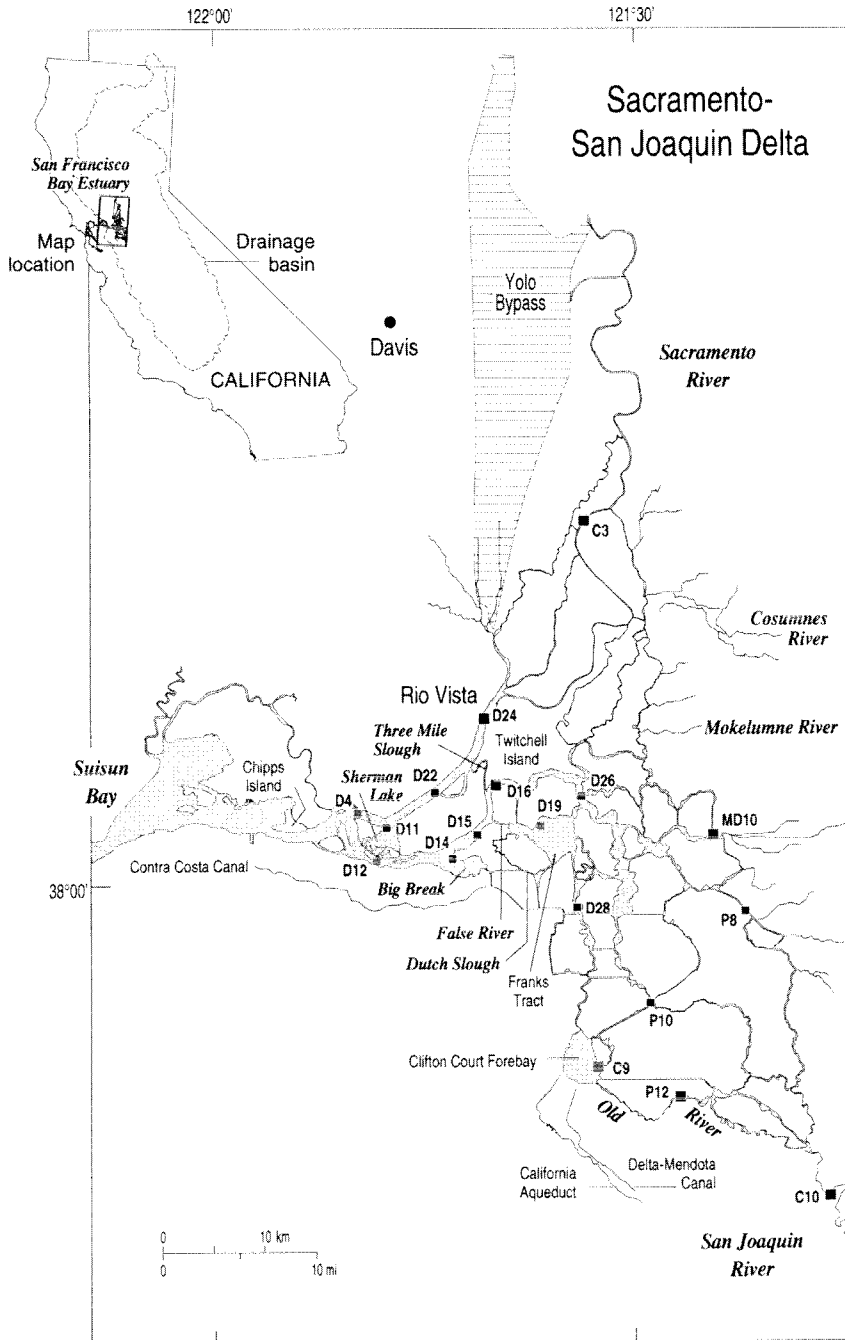 122°00'
121°30'
Sacramento-
San Joaquin Delta
San Francisco
Bay Estuary
Map
location
Drainage
basin
CALIFORNIA
Davis
Yolo
Bypass
Sacramento
River
C3
Cosumnes
River
Rio Vista
D24
Mokelumne River
Three Mile
Slough
Twitchell
Island
Suisun
Bay
Chipps
Island
Sherman
Lake
D22
D16
D26
D4
D11
D15
D19
MD10
D14
D12
Contra Costa Canal
Big Break
38°00'
D28
P8
False River
Dutch Slough
Franks
Tract
P10
Clifton Court Forebay
C9
P12
Old
River
California
Aqueduct
Delta-Mendota
Canal
C10
San Joaquin
River
0
10 km
0
10 mi